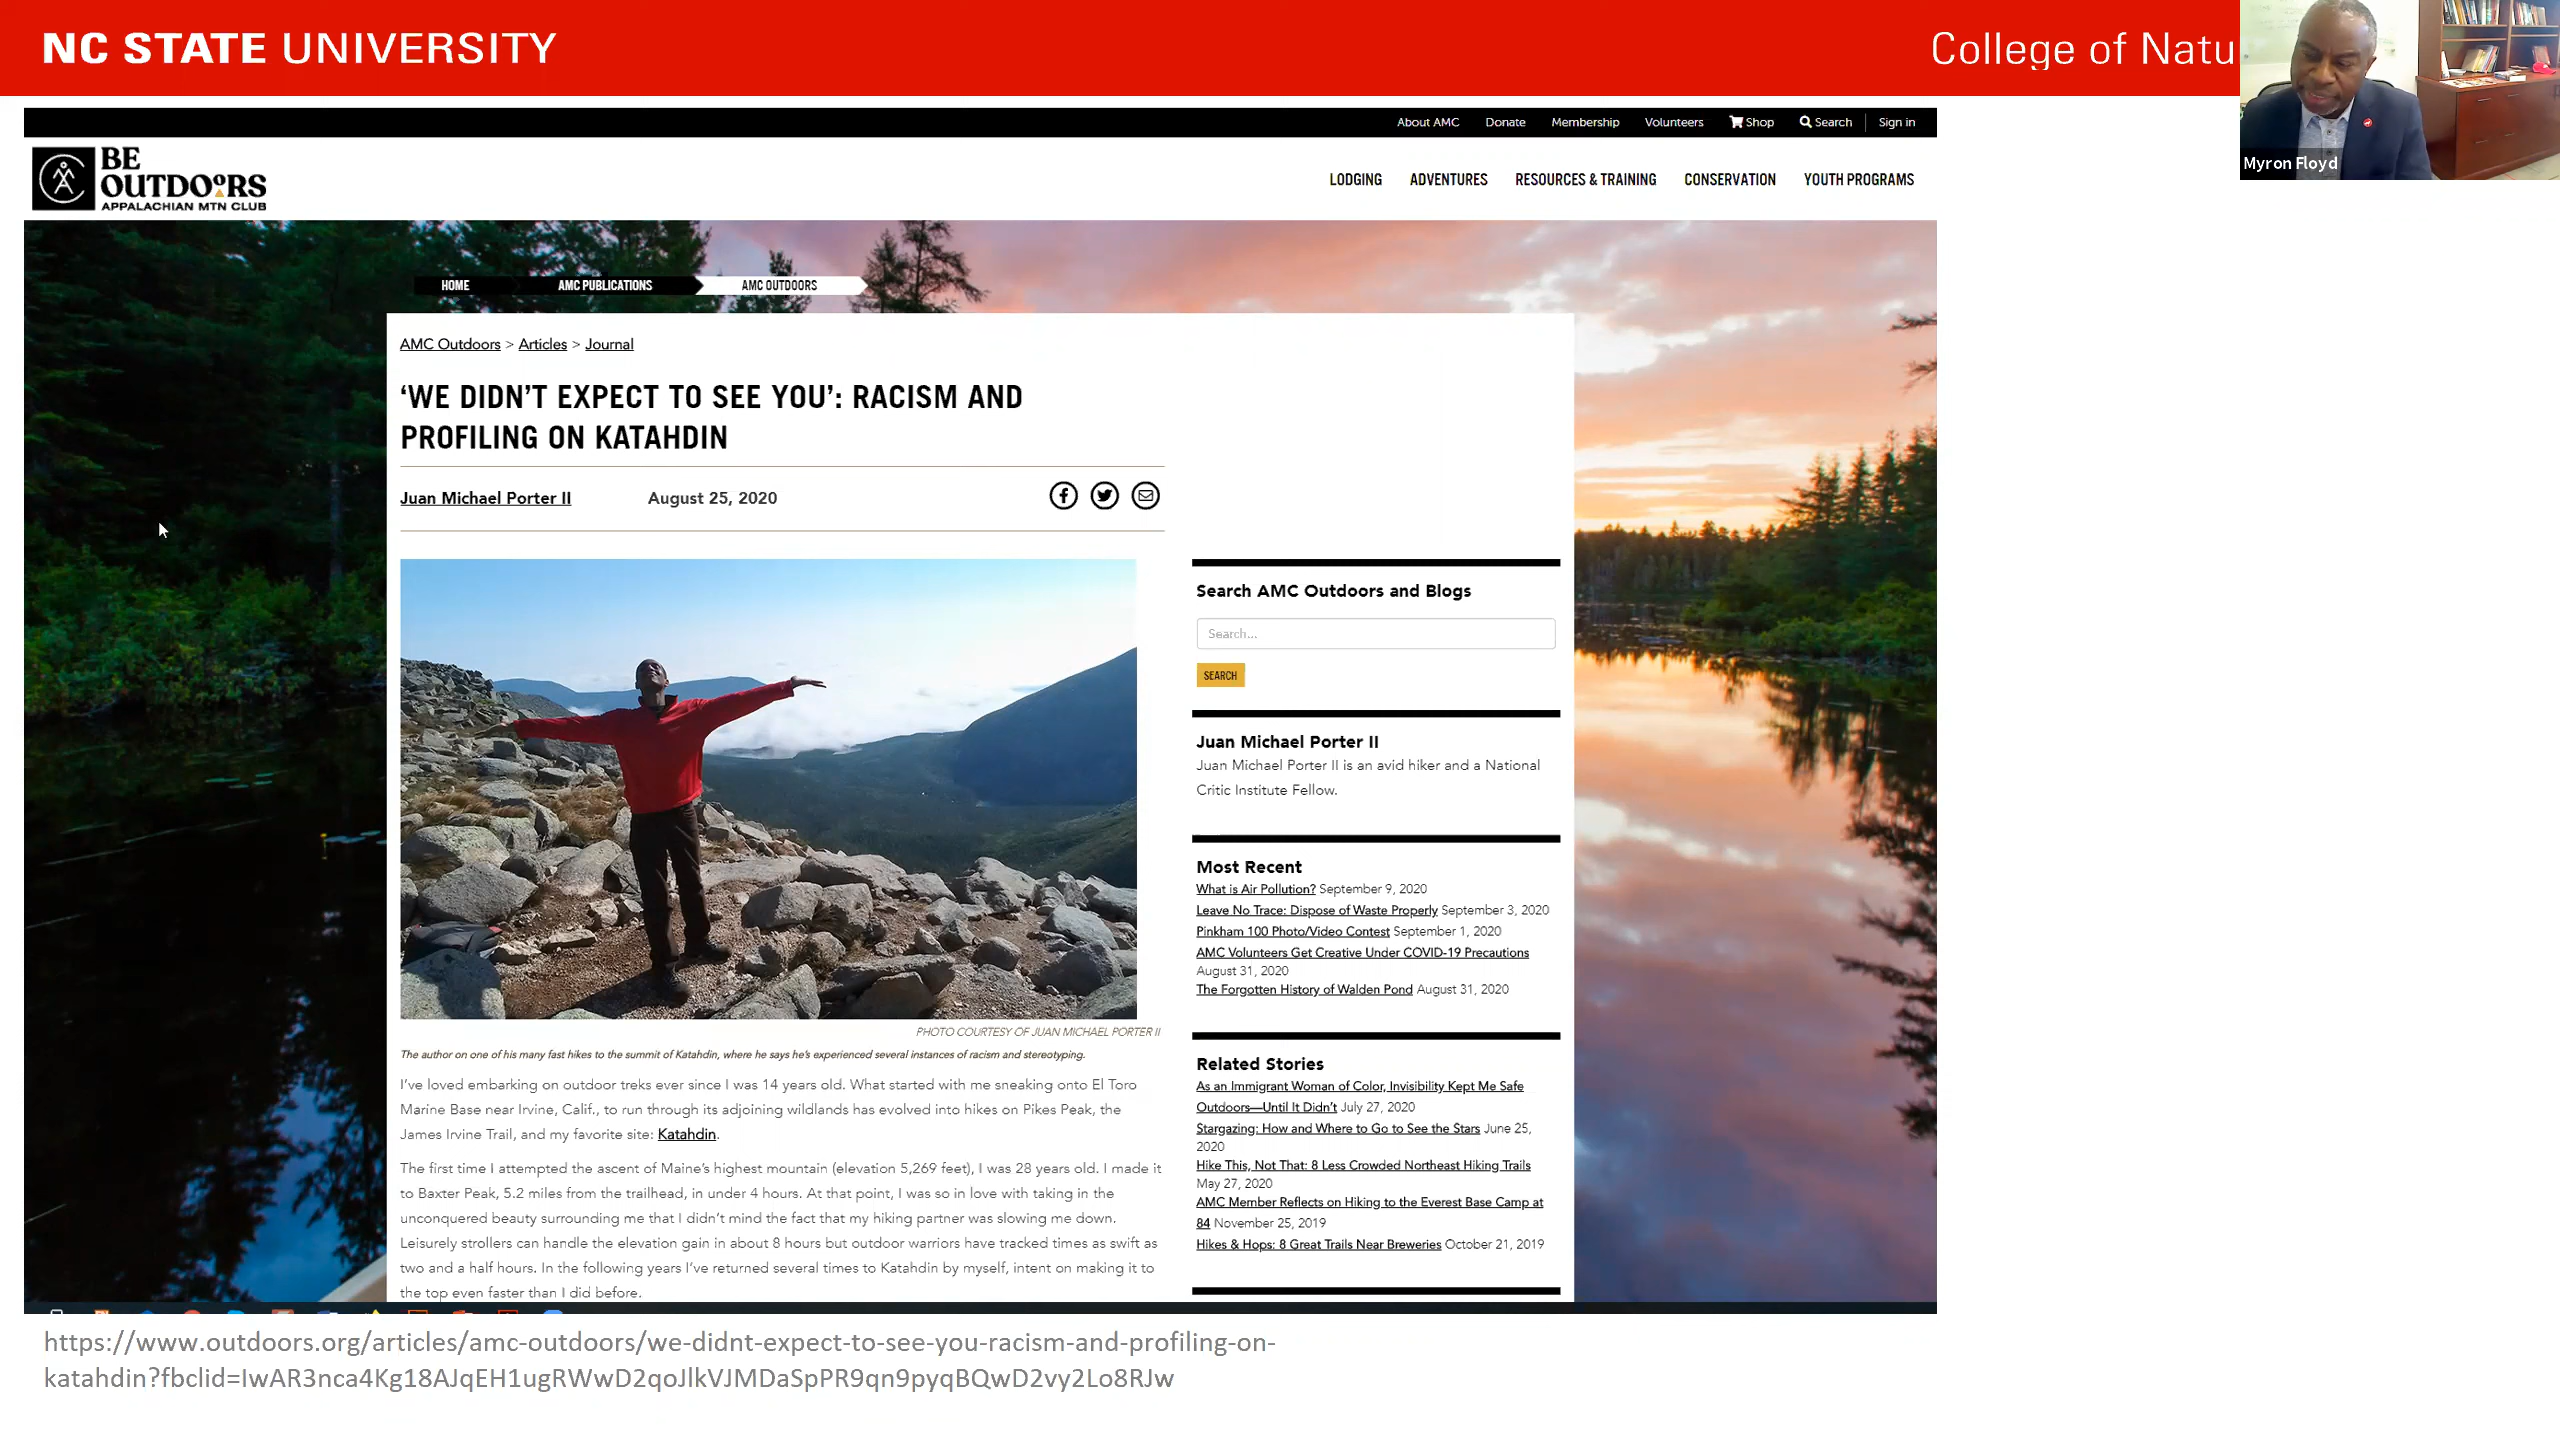 NC STATE UNIVERSITY
College of Natu
Myron Floyd
About AMC Donate Membership Volunteers Shop Search Sign in
BE
OUTDOORS
APPALACHIAN MTN CLUB
LODGING ADVENTURES RESOURCES & TRAINING CONSERVATION YOUTH PROGRAMS
HOME AMC PUBLICATIONS AMC OUTDOORS
AMC Outdoors > Articles > Journal
‘WE DIDN’T EXPECT TO SEE YOU’: RACISM AND
PROFILING ON KATAHDIN
Juan Michael Porter II August 25, 2020
PHOTO COURTESY OF JUAN MICHAEL PORTER II
The author on one of his many fast hikes to the summit of Katahdin, where he says he’s experienced several instances of racism and stereotyping.
I’ve loved embarking on outdoor treks ever since I was 14 years old. What started with me sneaking onto El Toro
Marine Base near Irvine, Calif., to run through its adjoining wildlands has evolved into hikes on Pikes Peak, the
James Irvine Trail, and my favorite site: Katahdin.
The first time I attempted the ascent of Maine’s highest mountain (elevation 5,269 feet), I was 28 years old. I made it
to Baxter Peak, 5.2 miles from the trailhead, in under 4 hours. At that point, I was so in love with taking in the
unconquered beauty surrounding me that I didn’t mind the fact that my hiking partner was slowing me down.
Leisurely strollers can handle the elevation gain in about 8 hours but outdoor warriors have tracked times as swift as
two and a half hours. In the following years I’ve returned several times to Katahdin by myself, intent on making it to
the top even faster than I did before.
Search AMC Outdoors and Blogs
Search...
SEARCH
Juan Michael Porter II
Juan Michael Porter II is an avid hiker and a National
Critic Institute Fellow.
Most Recent
What is Air Pollution? September 9, 2020
Leave No Trace: Dispose of Waste Properly September 3, 2020
Pinkham 100 Photo/Video Contest September 1, 2020
AMC Volunteers Get Creative Under COVID-19 Precautions
August 31, 2020
The Forgotten History of Walden Pond August 31, 2020
Related Stories
As an Immigrant Woman of Color, Invisibility Kept Me Safe
Outdoors—Until It Didn’t July 27, 2020
Stargazing: How and Where to Go to See the Stars June 25,
2020
Hike This, Not That: 8 Less Crowded Northeast Hiking Trails
May 27, 2020
AMC Member Reflects on Hiking to the Everest Base Camp at
84 November 25, 2019
Hikes & Hops: 8 Great Trails Near Breweries October 21, 2019
https://www.outdoors.org/articles/amc-outdoors/we-didnt-expect-to-see-you-racism-and-profiling-on-
katahdin?fbclid=IwAR3nca4Kg18AJqEH1ugRWwD2qoJlkVJMDaSpPR9qn9pyqBQwD2vy2Lo8RJw